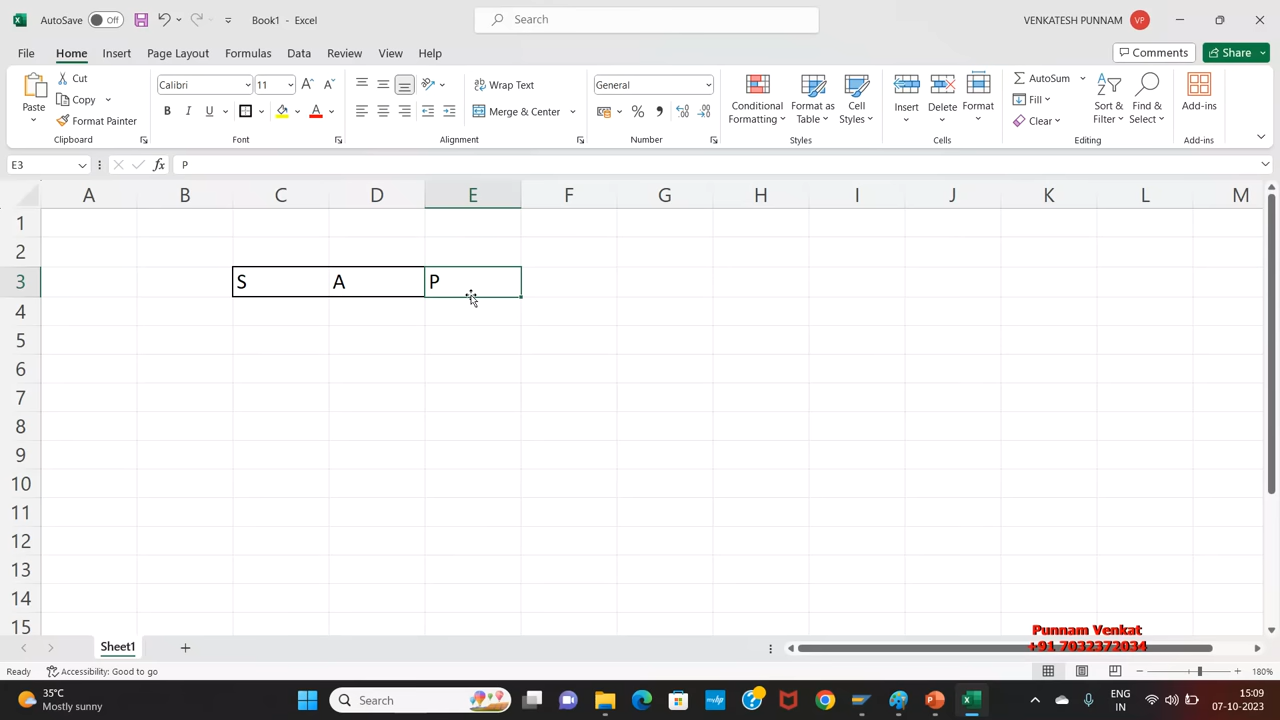 AutoSave Off Book1 - Excel Search VENKATESH PUNNAM VP
File Home Insert Page Layout Formulas Data Review View Help Comments Share
Paste Cut Copy Format Painter Clipboard
Calibri 11 B I U A Font
ab Wrap Text Merge & Center Alignment
General % , Number
Conditional Formatting Format as Table Cell Styles Styles
Insert Delete Format Cells
AutoSum Fill Clear Sort & Filter Find & Select Editing
Add-ins Add-ins
E3 fx P
A B C D E F G H I J K L M
1
2
3 S A P
4
5
6
7
8
9
10
11
12
13
14
15
Punnam Venkat
+91 7032372034
Sheet1
Ready Accessibility: Good to go 180%
35°C Mostly sunny Search ENG IN 15:09 07-10-2023